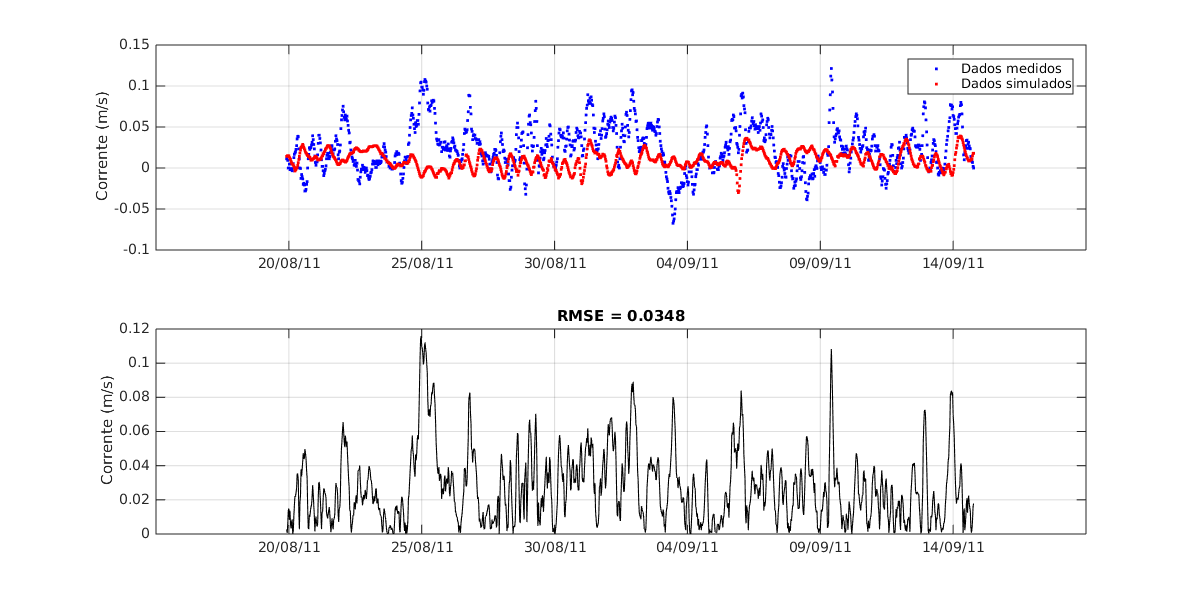 0.15
0.1
0.05
0
-0.05
-0.1
Corrente (m/s)
Dados medidos
Dados simulados
20/08/11 25/08/11 30/08/11 04/09/11 09/09/11 14/09/11
RMSE = 0.0348
0.12
0.1
0.08
0.06
0.04
0.02
0
Corrente (m/s)
20/08/11 25/08/11 30/08/11 04/09/11 09/09/11 14/09/11